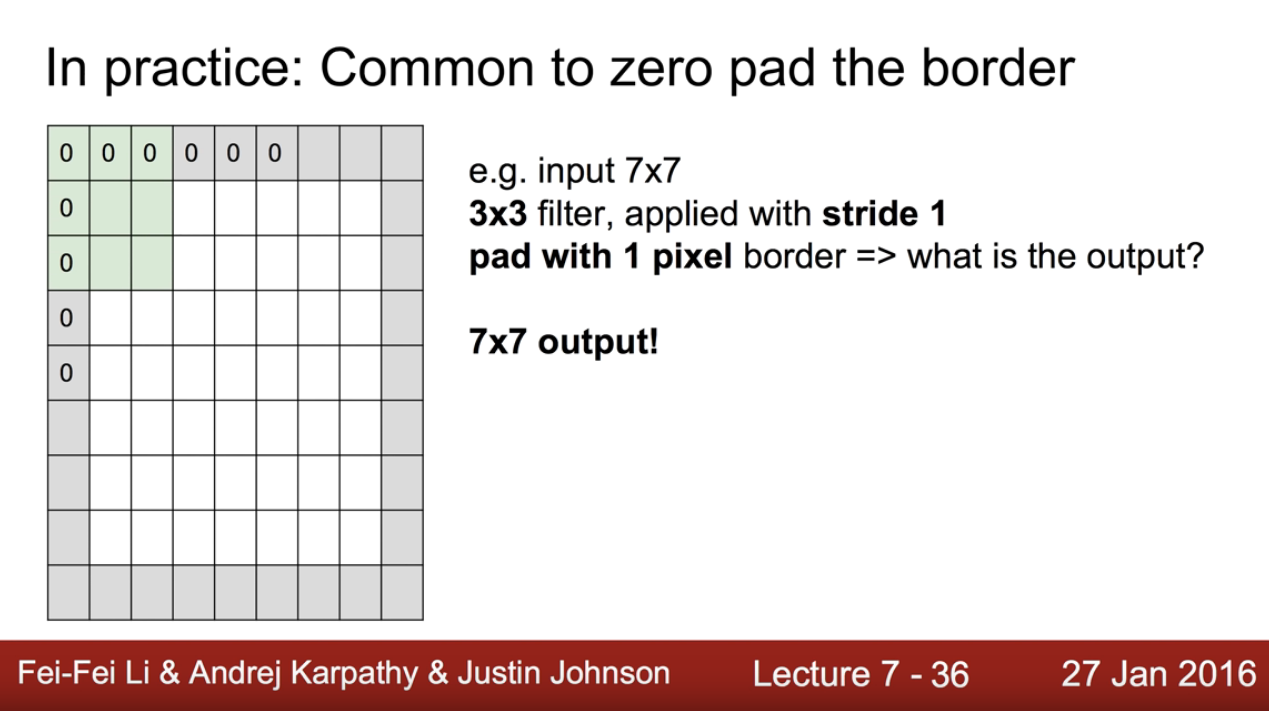 In practice: Common to zero pad the border
0 0 0 0 0 0
0
0
0
0
e.g. input 7x7
3x3 filter, applied with stride 1
pad with 1 pixel border => what is the output?
7x7 output!
Fei-Fei Li & Andrej Karpathy & Justin Johnson
Lecture 7 - 36
27 Jan 2016